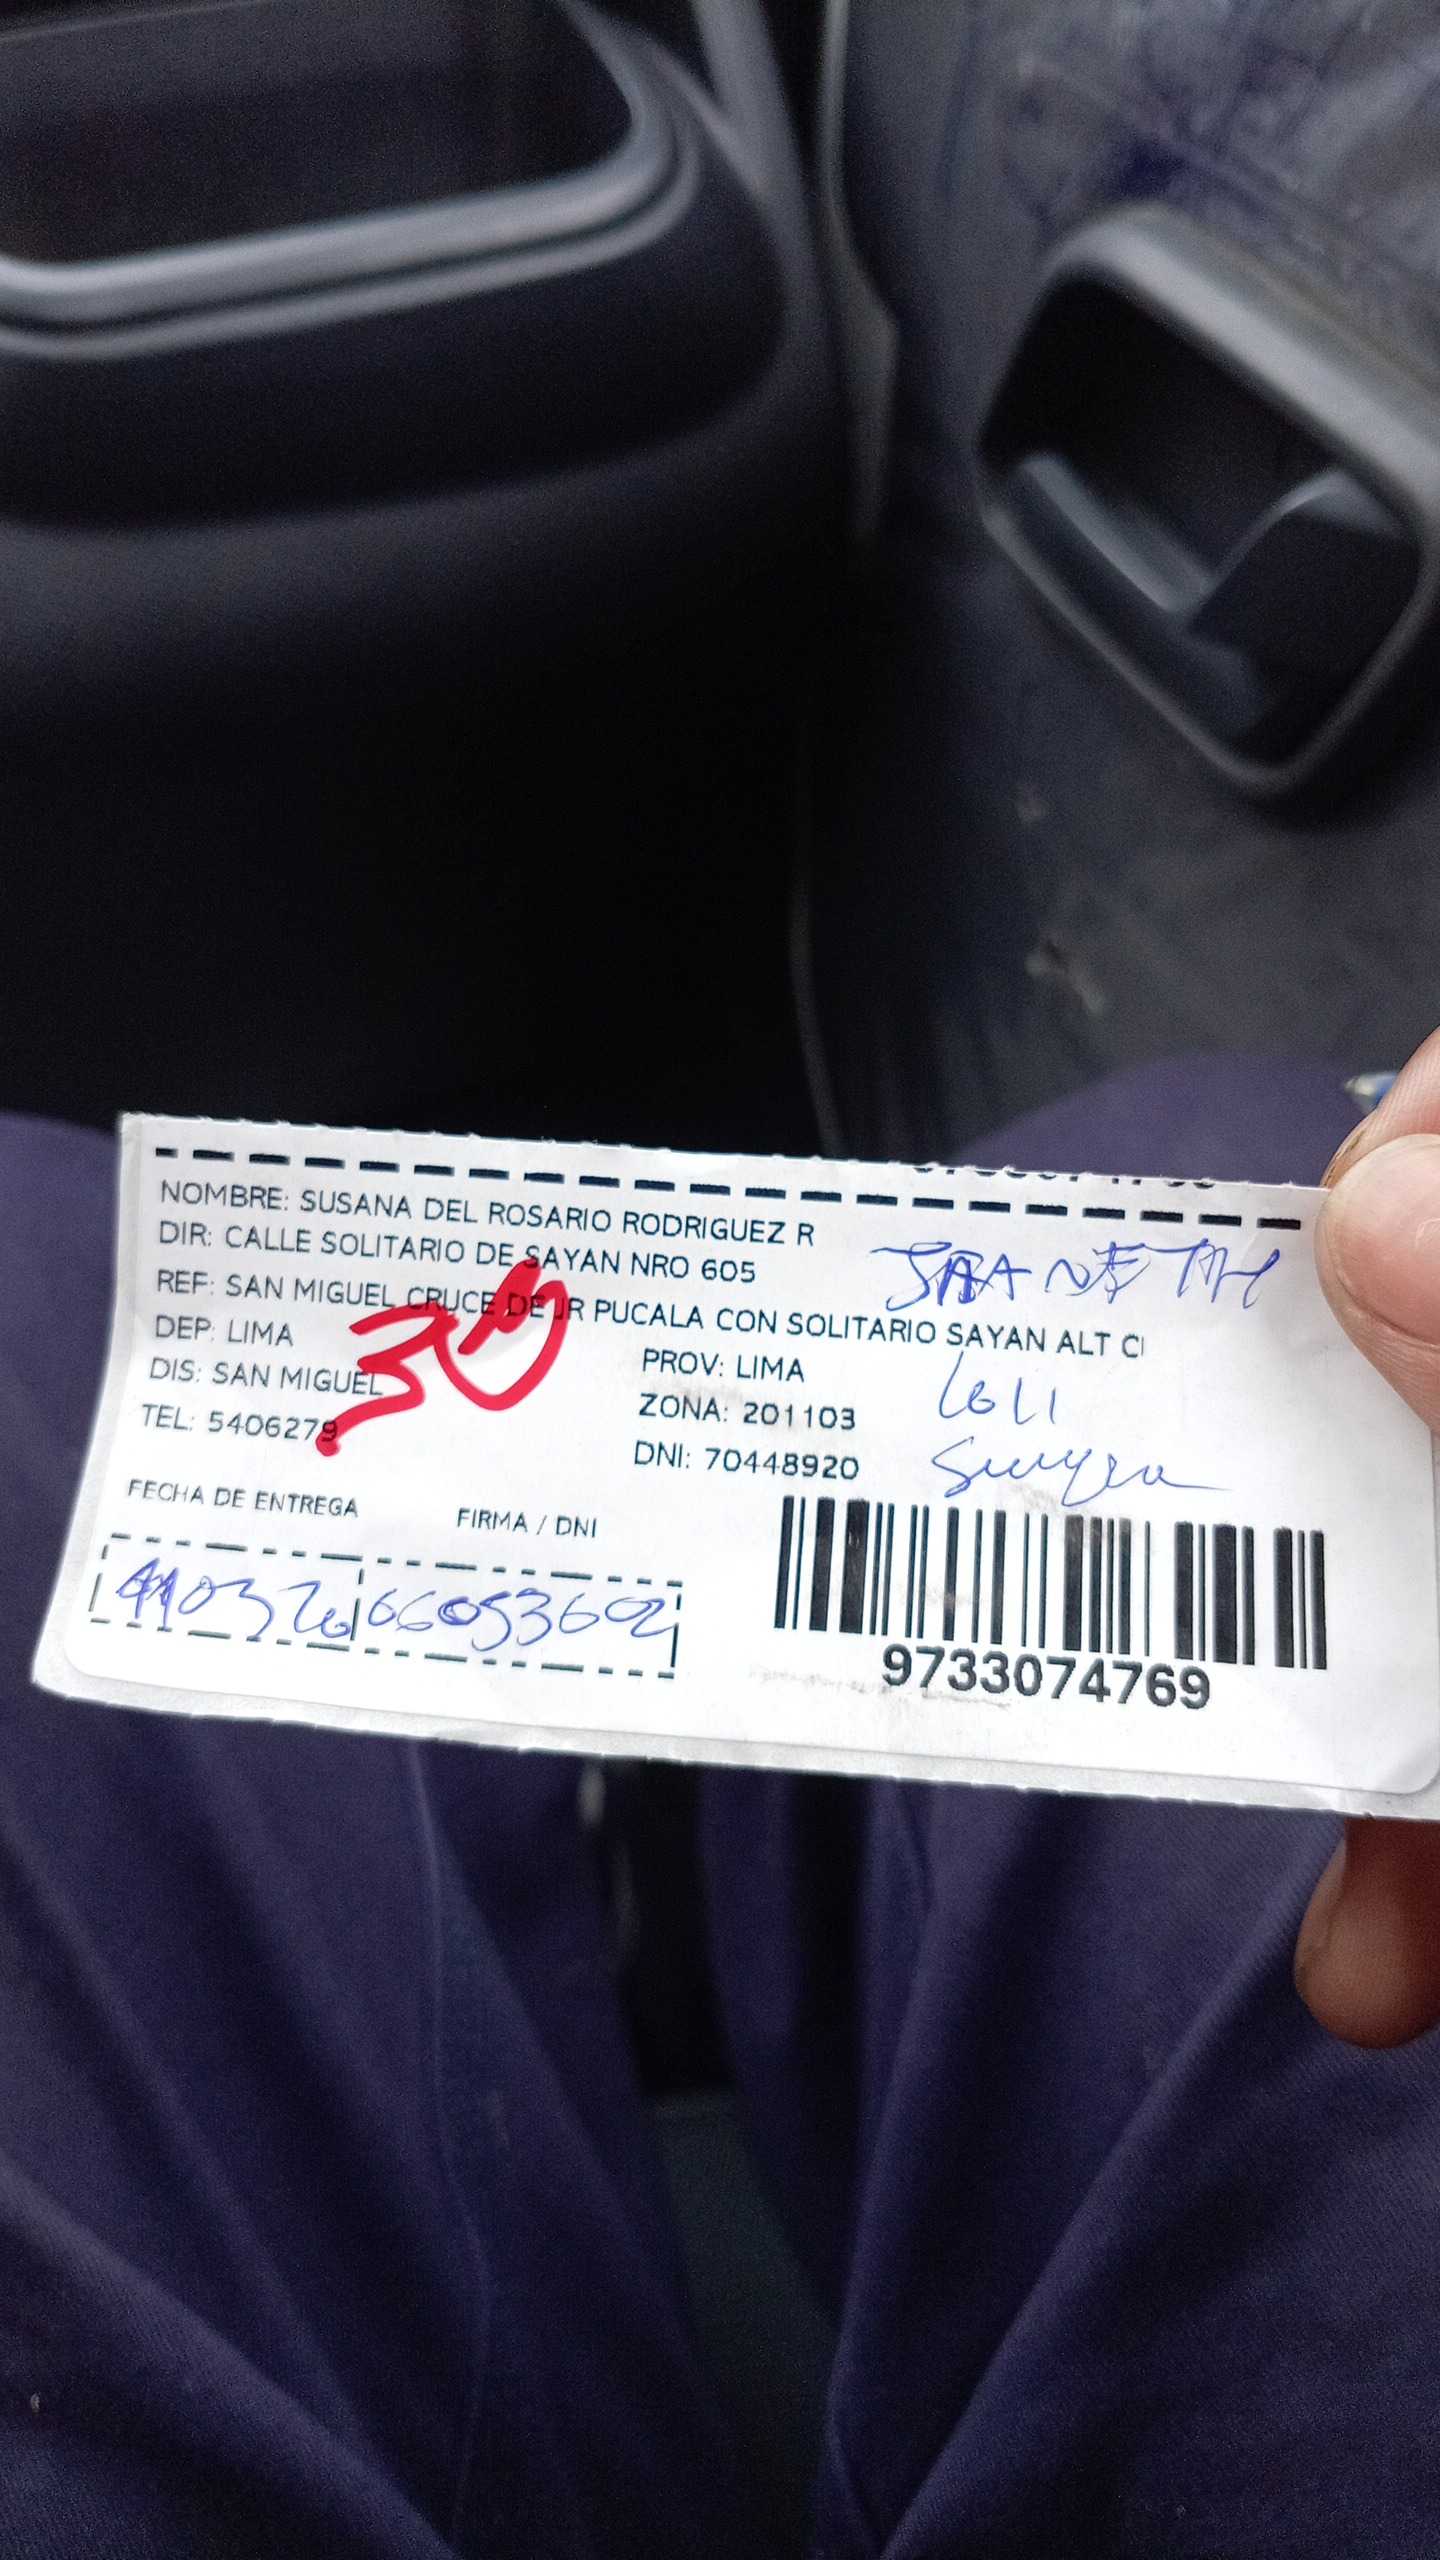 NOMBRE: SUSANA DEL ROSARIO RODRIGUEZ R
DIR: CALLE SOLITARIO DE SAYAN NRO 605
REF: SAN MIGUEL CRUCE DE JR PUCALA CON SOLITARIO SAYAN ALT C
DEP: LIMA
PROV: LIMA
DIS: SAN MIGUEL
ZONA: 201103
TEL: 5406279
DNI: 70448920
30
Loli
FECHA DE ENTREGA
FIRMA / DNI
9733074769